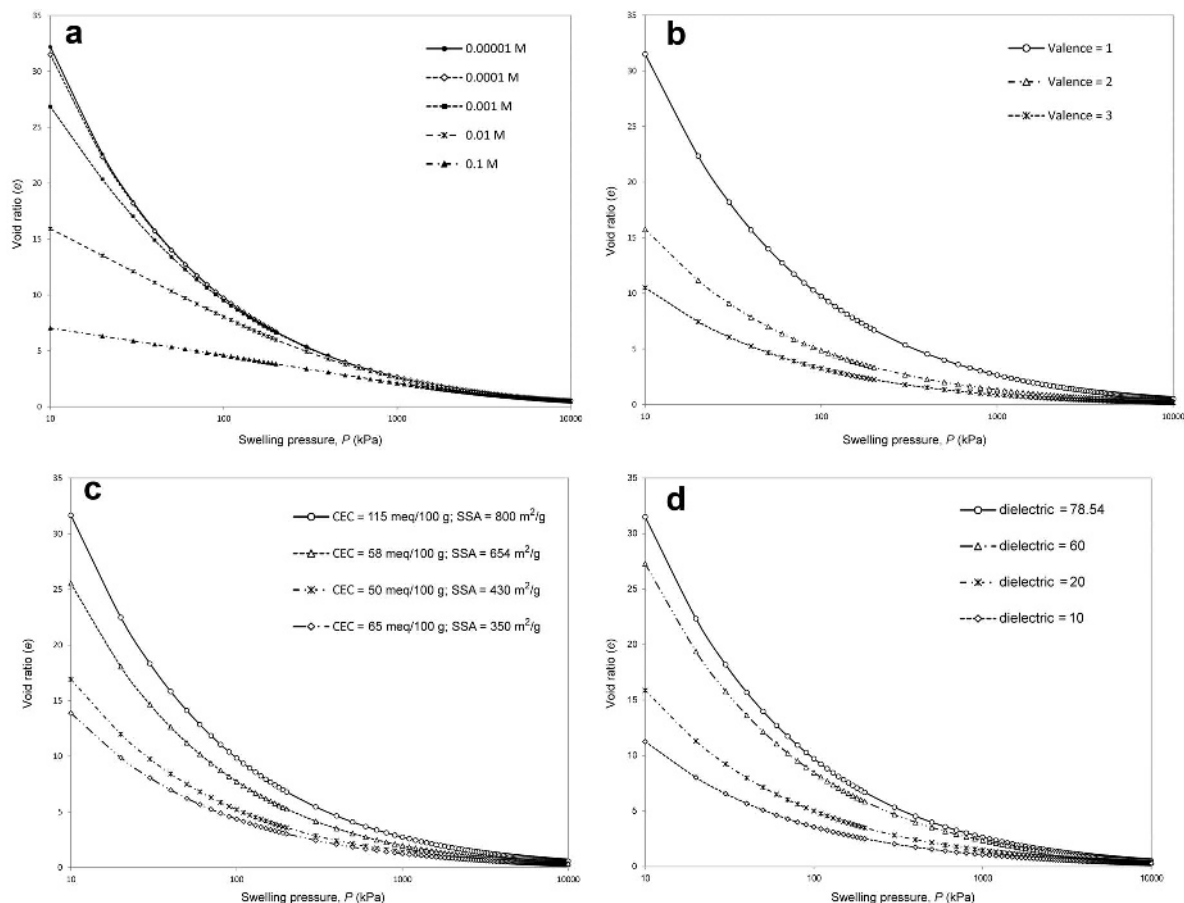 a
35
30
25
20
15
10
5
0
Void ratio (e)
10
100
1000
10000
Swelling pressure, P (kPa)
0.00001 M
0.0001 M
0.001 M
0.01 M
0.1 M
b
35
30
25
20
15
10
5
0
Void ratio (e)
10
100
1000
10000
Swelling pressure, P (kPa)
Valence = 1
Valence = 2
Valence = 3
c
35
30
25
20
15
10
5
0
Void ratio (e)
10
100
1000
10000
Swelling pressure, P (kPa)
CEC = 115 meq/100 g; SSA = 800 m²/g
CEC = 58 meq/100 g; SSA = 654 m²/g
CEC = 50 meq/100 g; SSA = 430 m²/g
CEC = 65 meq/100 g; SSA = 350 m²/g
d
35
30
25
20
15
10
5
0
Void ratio (e)
10
100
1000
10000
Swelling pressure, P (kPa)
dielectric = 78.54
dielectric = 60
dielectric = 20
dielectric = 10